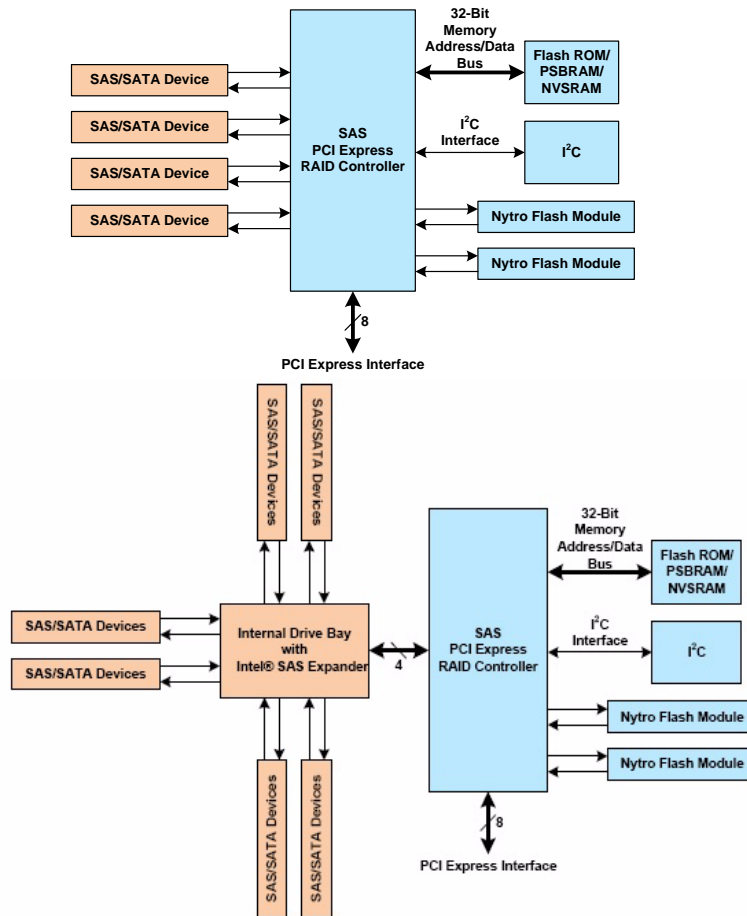 32-Bit
Memory
Address/Data
Bus
Flash ROM/
PSBRAM/
NVSRAM
SAS/SATA Device
SAS/SATA Device
SAS/SATA Device
SAS/SATA Device
SAS
PCI Express
RAID Controller
I²C
Interface
I²C
Nytro Flash Module
Nytro Flash Module
8
PCI Express Interface
SAS/SATA Devices
SAS/SATA Devices
32-Bit
Memory
Address/Data
Bus
Flash ROM/
PSBRAM/
NVSRAM
SAS/SATA Devices
SAS/SATA Devices
Internal Drive Bay
with
Intel® SAS Expander
4
SAS
PCI Express
RAID Controller
I²C
Interface
I²C
Nytro Flash Module
Nytro Flash Module
SAS/SATA Devices
SAS/SATA Devices
8
PCI Express Interface